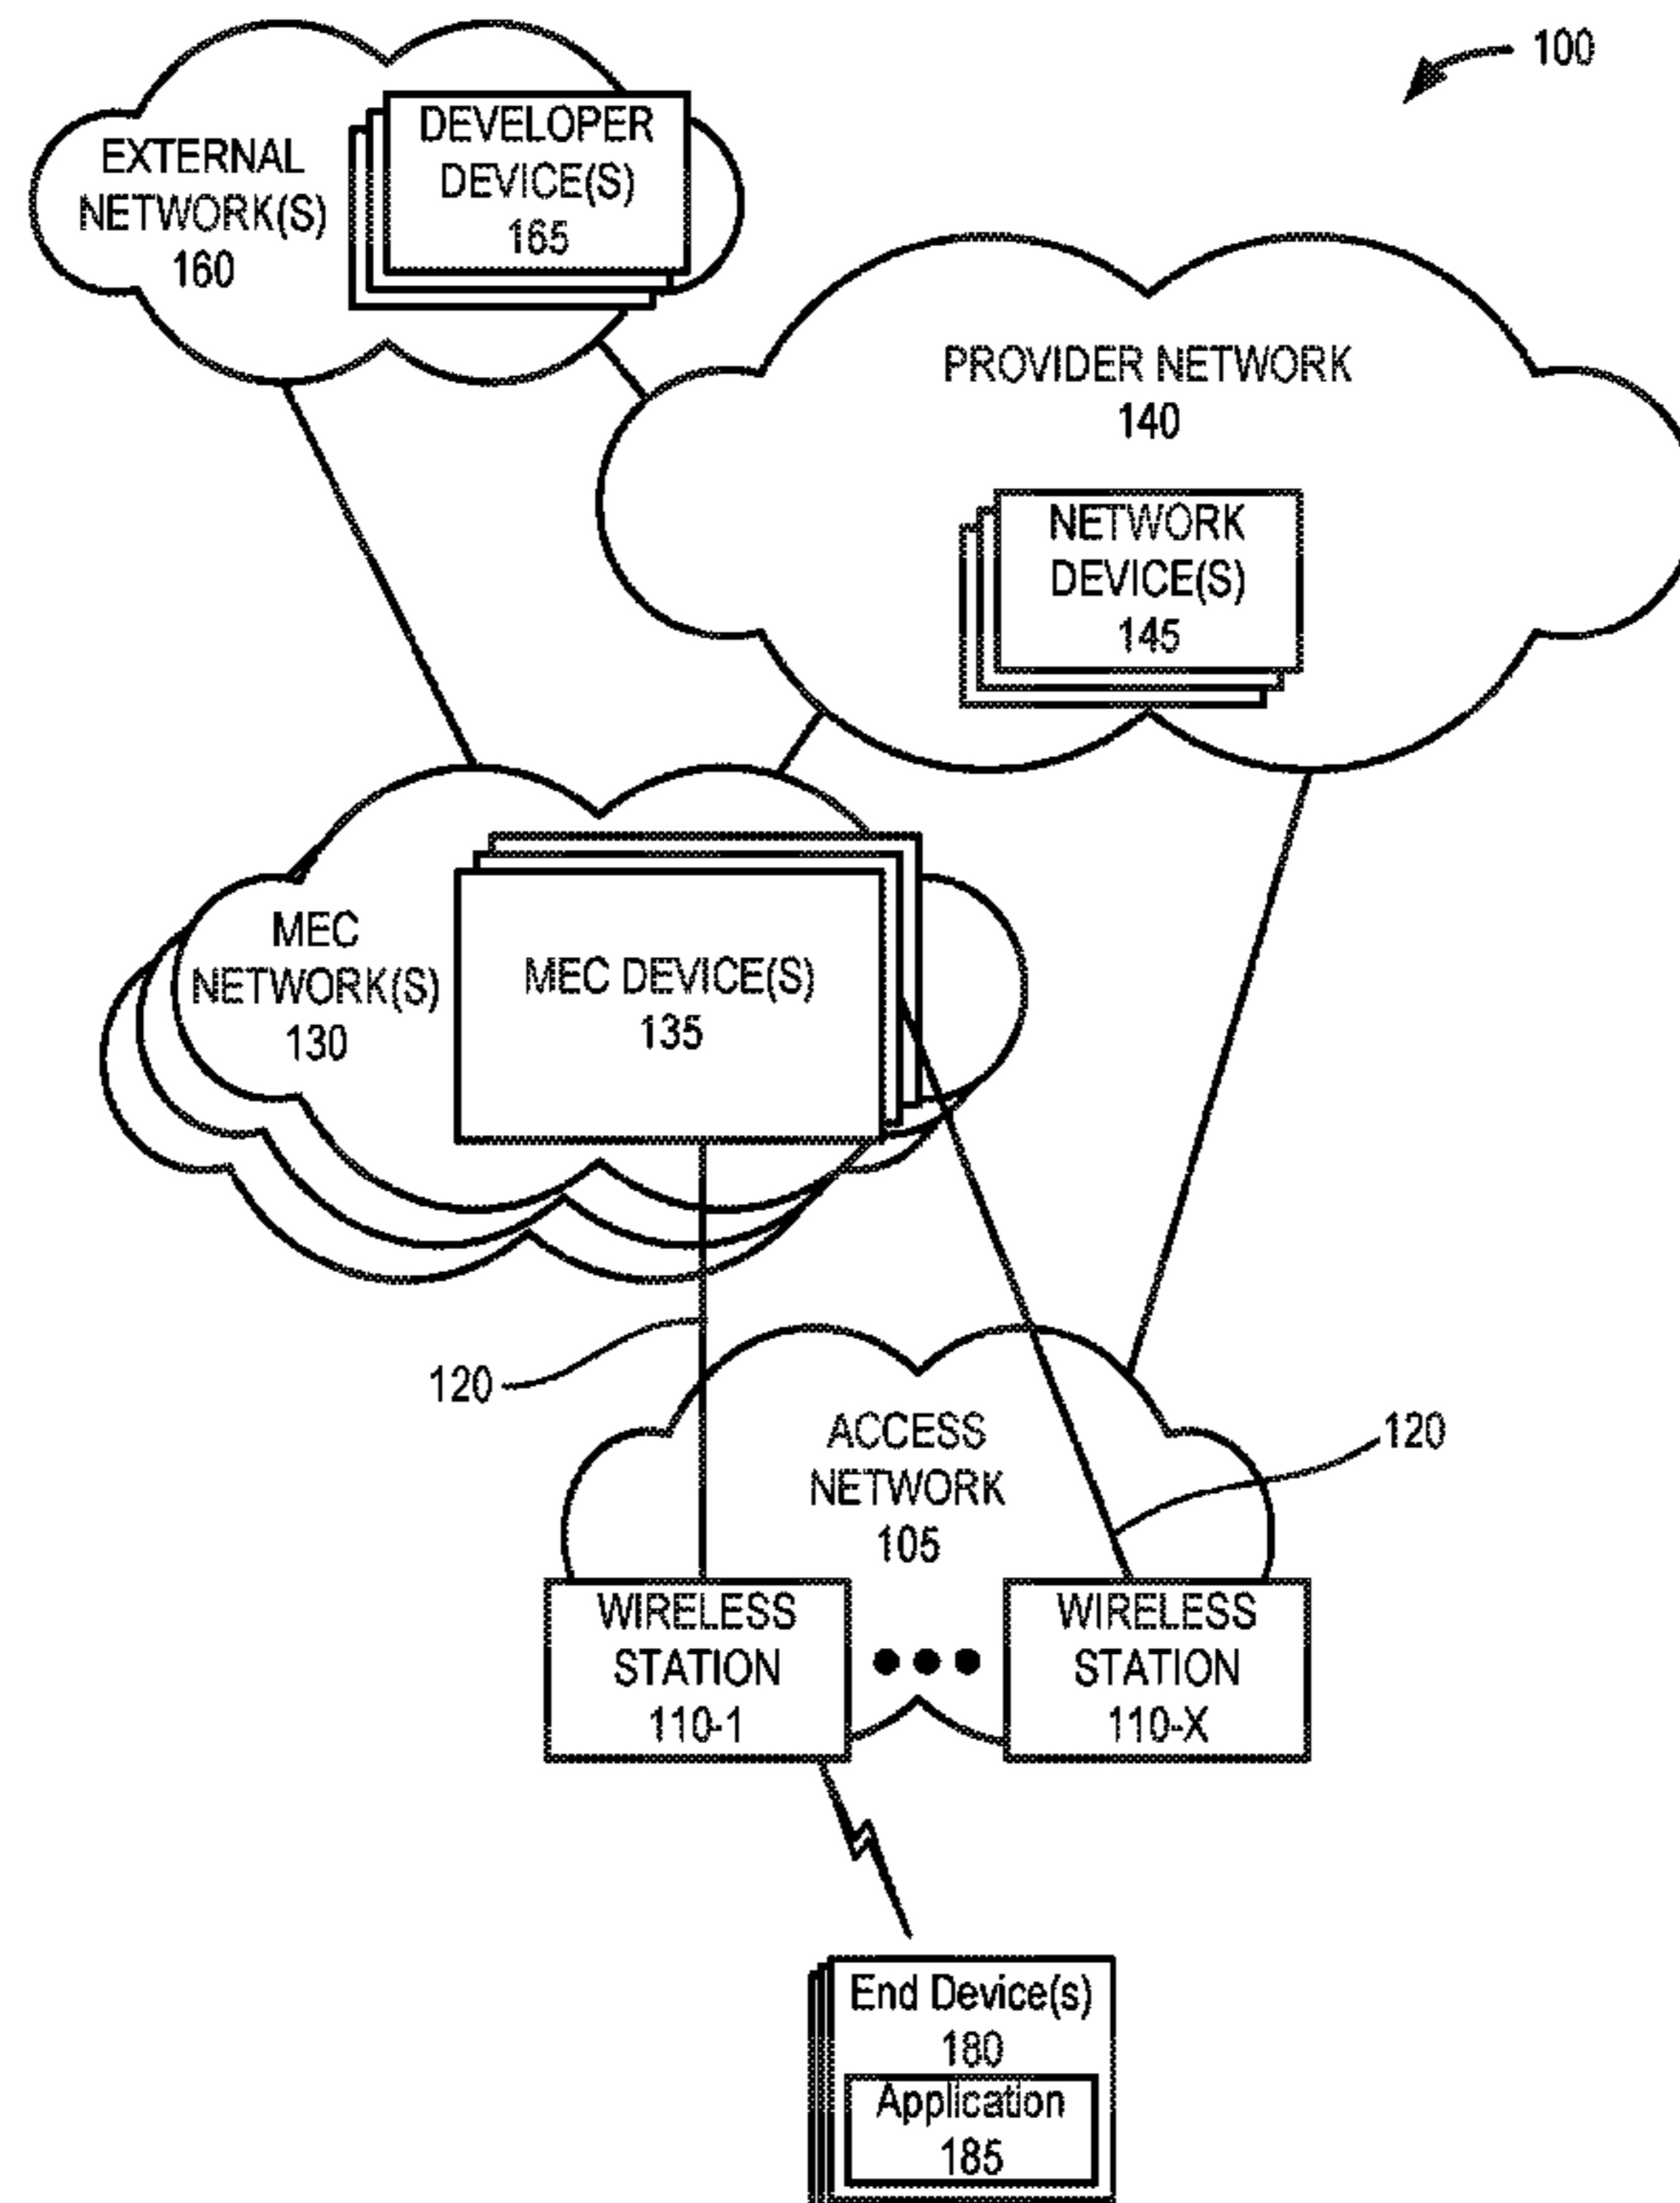 100
EXTERNAL
NETWORK(S)
160
DEVELOPER
DEVICE(S)
165
PROVIDER NETWORK
140
NETWORK
DEVICE(S)
145
MEC
NETWORK(S)
130
MEC DEVICE(S)
135
120
ACCESS
NETWORK
105
120
WIRELESS
STATION
110-1
WIRELESS
STATION
110-X
End Device(s)
180
Application
185